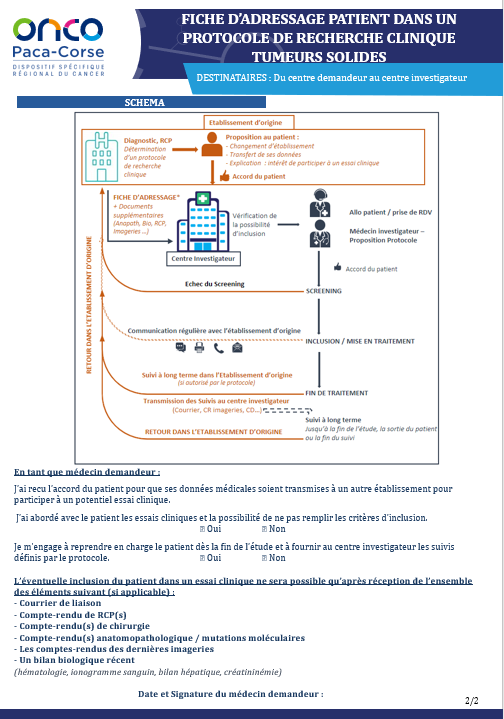 onco
Paca-Corse
DISPOSITIF SPÉCIFIQUE
RÉGIONAL DU CANCER
FICHE D'ADRESSAGE PATIENT DANS UN
PROTOCOLE DE RECHERCHE CLINIQUE
TUMEURS SOLIDES
DESTINATAIRES : Du centre demandeur au centre investigateur
SCHEMA
Etablissement d'origine
Diagnostic, RCP
Détermination
d'un protocole
de recherche
clinique
Proposition au patient :
- Changement d'établissement
- Transfert de ses données
- Explication : intérêt de participer à un essai clinique
Accord du patient
FICHE D'ADRESSAGE*
+ Documents
supplémentaires
(Anapath, Bio, RCP,
imageries ...)
Vérification de
la possibilité
d'inclusion
Centre Investigateur
Allo patient / prise de RDV
Médecin investigateur –
Proposition Protocole
Accord du patient
RETOUR DANS L'ETABLISSEMENT D'ORIGINE
Echec du Screening
SCREENING
Communication régulière avec l'établissement d'origine
INCLUSION / MISE EN TRAITEMENT
Suivi à long terme dans l'Etablissement d'origine
(si autorisé par le protocole)
FIN DE TRAITEMENT
Transmission des Suivis au centre investigateur
(Courrier, CR imageries, CD...)
Suivi à long terme
Jusqu'à la fin de l'étude, la sortie du patient
ou la fin du suivi
RETOUR DANS L'ETABLISSEMENT D'ORIGINE
En tant que médecin demandeur :
J'ai recu l'accord du patient pour que ses données médicales soient transmises à un autre établissement pour
participer à un potentiel essai clinique.
J'ai abordé avec le patient les essais cliniques et la possibilité de ne pas remplir les critères d'inclusion.
Oui Non
Je m'engage à reprendre en charge le patient dès la fin de l'étude et à fournir au centre investigateur les suivis
définis par le protocole. Oui Non
L'éventuelle inclusion du patient dans un essai clinique ne sera possible qu'après réception de l'ensemble
des éléments suivant (si applicable) :
- Courrier de liaison
- Compte-rendu de RCP(s)
- Compte-rendu(s) de chirurgie
- Compte-rendu(s) anatomopathologique / mutations moléculaires
- Les comptes-rendus des dernières imageries
- Un bilan biologique récent
(hématologie, ionogramme sanguin, bilan hépatique, créatininémie)
Date et Signature du médecin demandeur :
2/2